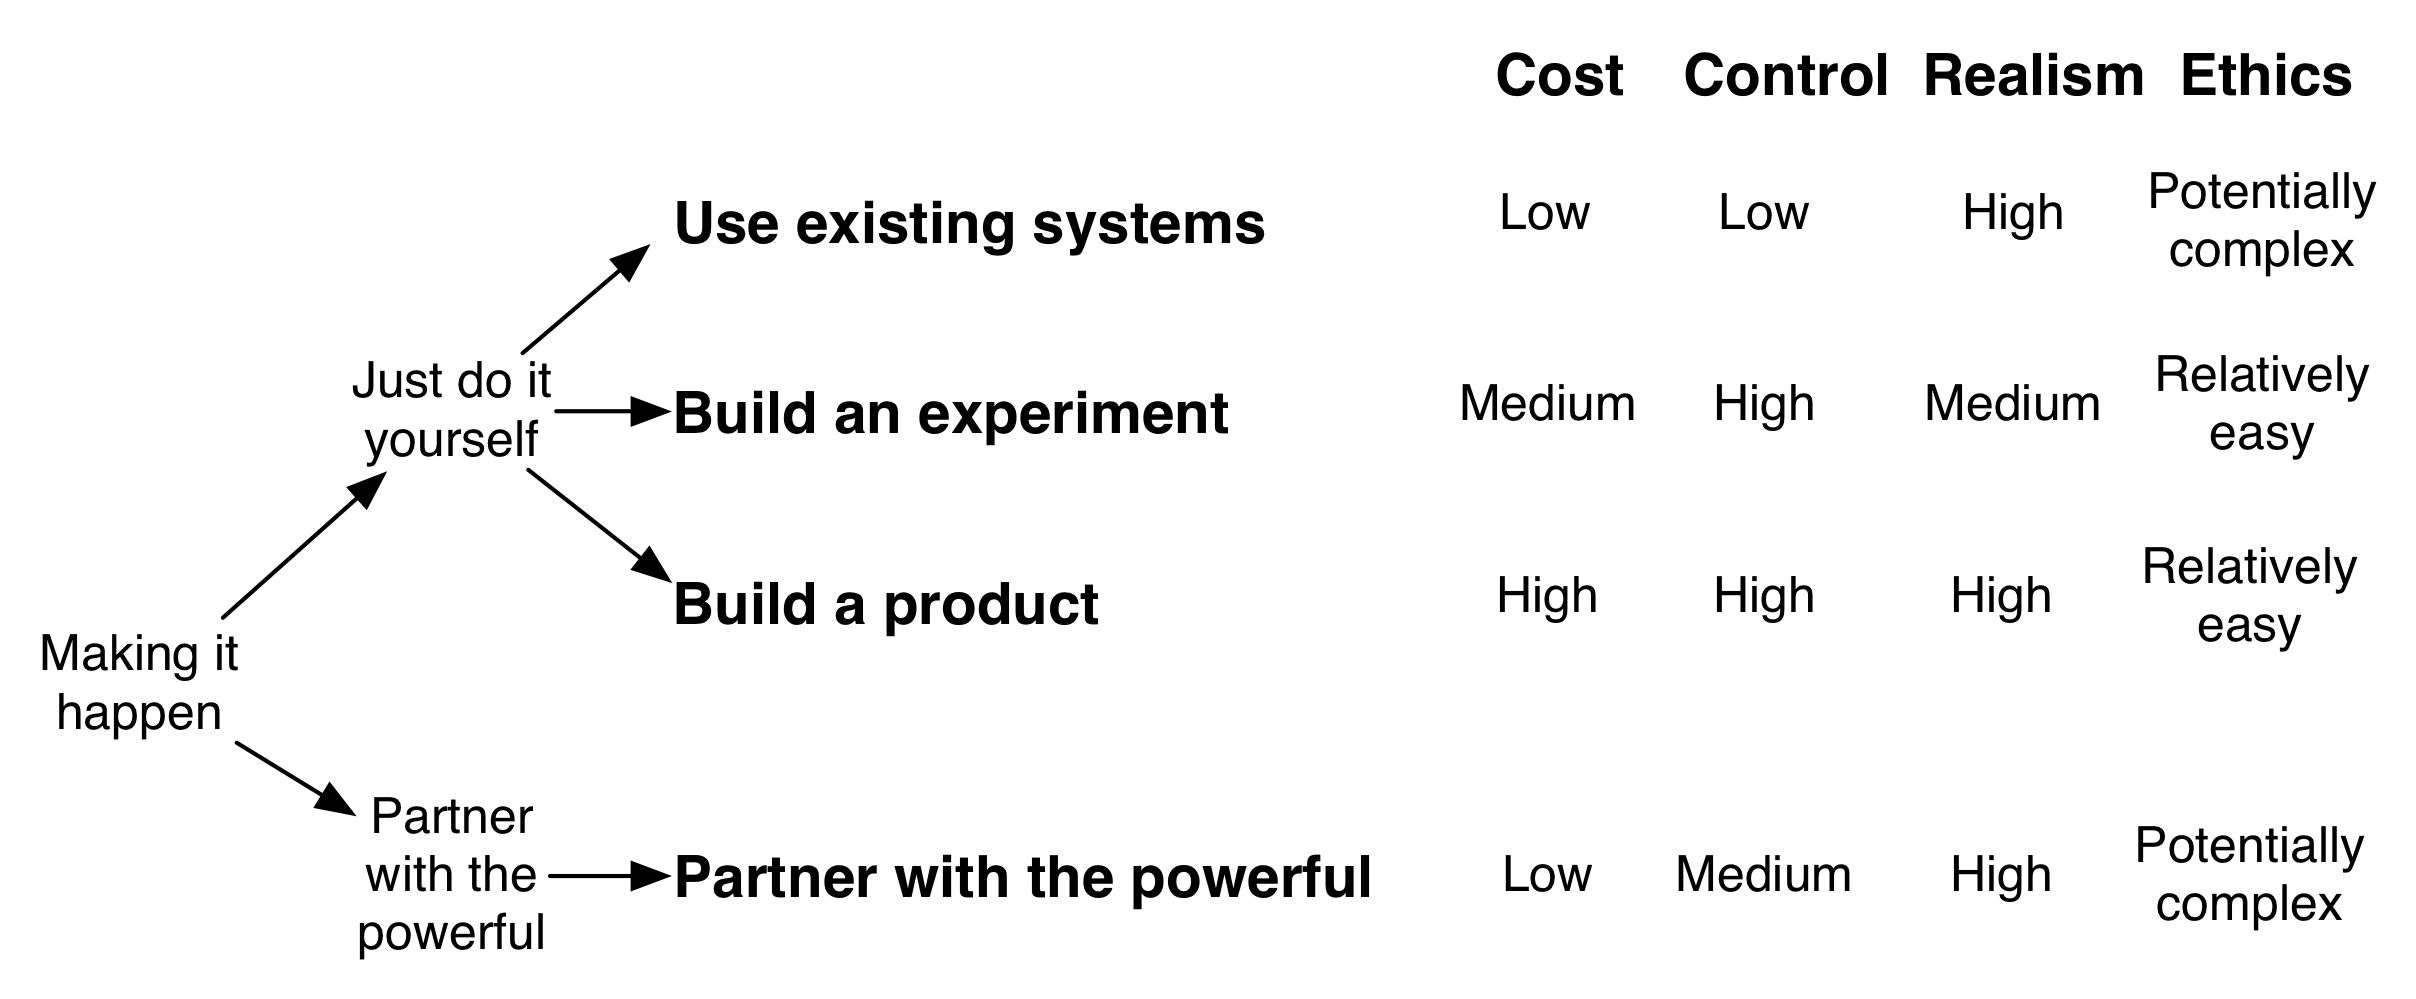 Cost Control Realism Ethics
Use existing systems Low Low High Potentially
complex
Just do it
yourself
Build an experiment Medium High Medium Relatively
easy
Build a product High High High Relatively
easy
Making it
happen
Partner
with the
powerful
Partner with the powerful Low Medium High Potentially
complex